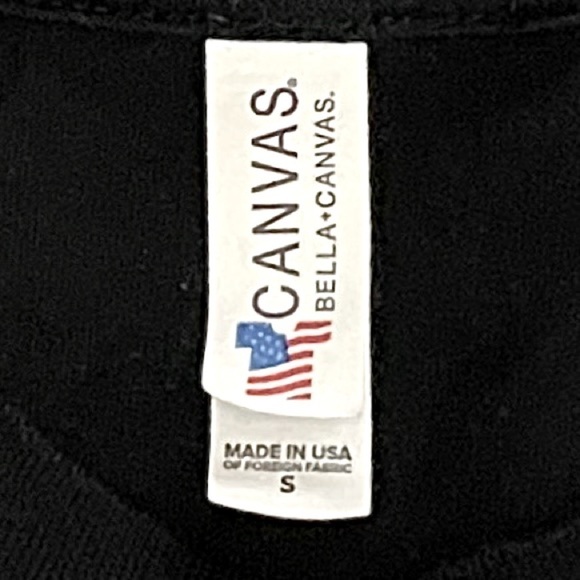 CANVAS.
BELLA+CANVAS.
MADE IN USA
OF FOREIGN FABRIC
S